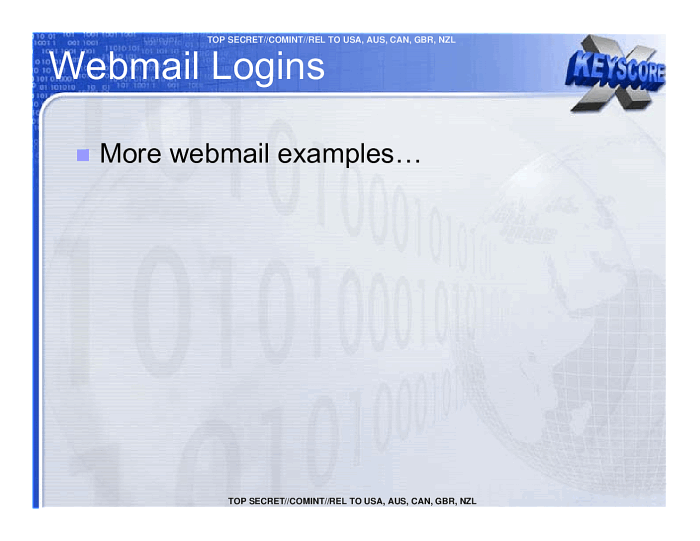 TOP SECRET//COMINT//REL TO USA, AUS, CAN, GBR, NZL
Webmail Logins
X KEYSCORE
More webmail examples…
TOP SECRET//COMINT//REL TO USA, AUS, CAN, GBR, NZL